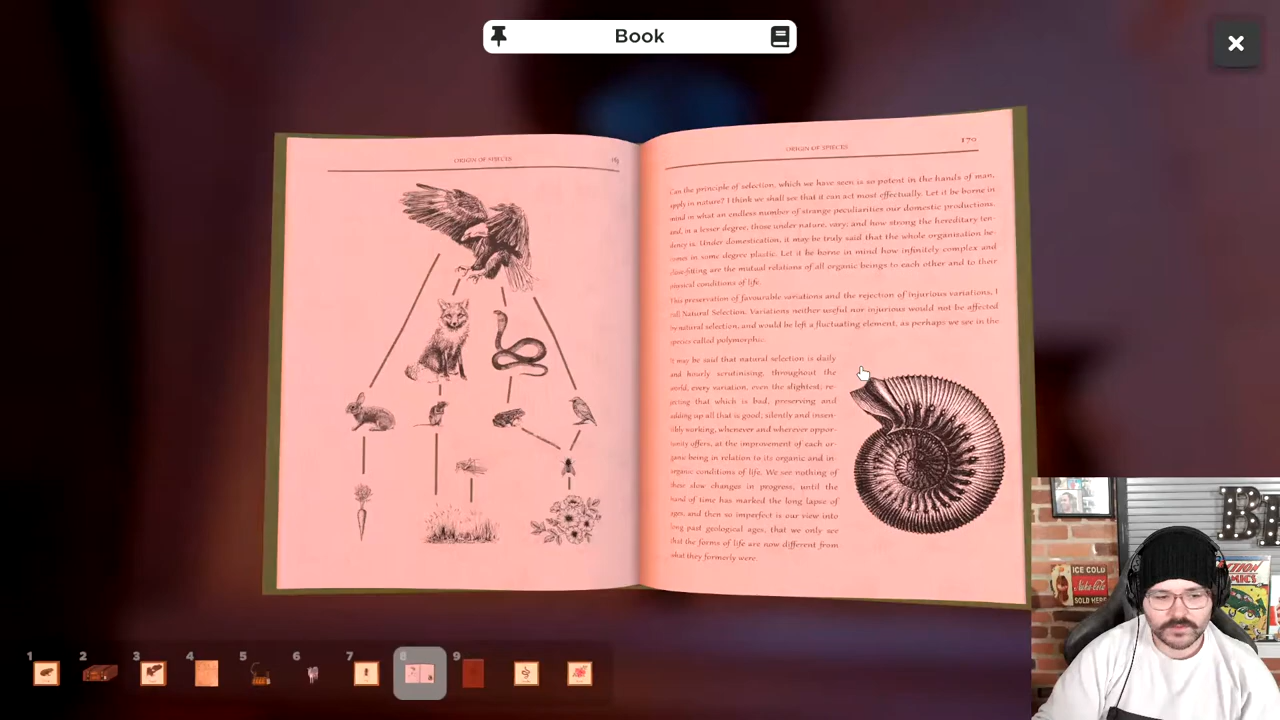 Book
ORIGIN OF SPECIES
ORIGIN OF SPECIES
170
Can the principle of selection, which we have seen is so potent in the hands of man,
apply in nature? I think we shall see that it can act most effectually. Let it be borne in
mind in what an endless number of strange peculiarities our domestic productions,
and, in a lesser degree, those under nature, vary; and how strong the hereditary ten-
dency is. Under domestication, it may be truly said that the whole organisation be-
comes in some degree plastic. Let it be borne in mind how infinitely complex and
close-fitting are the mutual relations of all organic beings to each other and to their
physical conditions of life.
This preservation of favourable variations and the rejection of injurious variations, I
call Natural Selection. Variations neither useful nor injurious would not be affected
by natural selection, and would be left a fluctuating element, as perhaps we see in the
species called polymorphic.
It may be said that natural selection is daily
and hourly scrutinising, throughout the
world, every variation, even the slightest; re-
jecting that which is bad, preserving and
adding up all that is good; silently and insen-
sibly working, whenever and wherever oppor-
tunity offers, at the improvement of each or-
ganic being in relation to its organic and in-
organic conditions of life. We see nothing of
these slow changes in progress, until the
hand of time has marked the long lapse of
ages, and then so imperfect is our view into
long past geological ages, that we only see
that the forms of life are now different from
what they formerly were.
1 2 3 4 5 6 7 8 9
BI
ICE COLD
Nuka-Cola
SOLD HERE
ACTION
COMICS